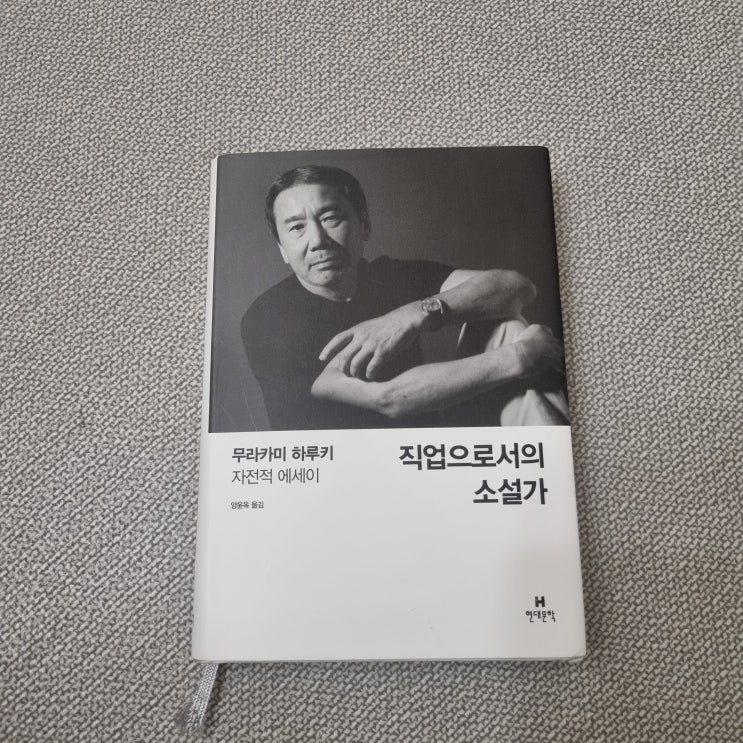 무라카미 하루키
자전적 에세이
양윤옥 옮김
직업으로서의
소설가
H
현대문학